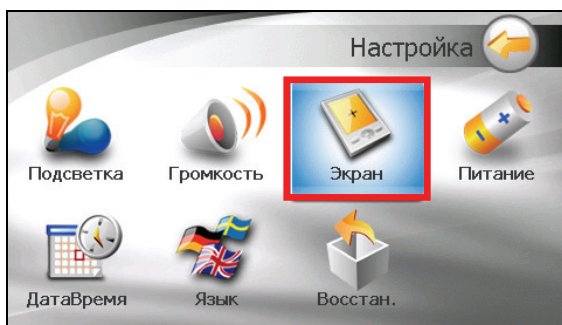 Настройка
Подсветка Громкость Экран Питание
ДатаВремя Язык Восстан.